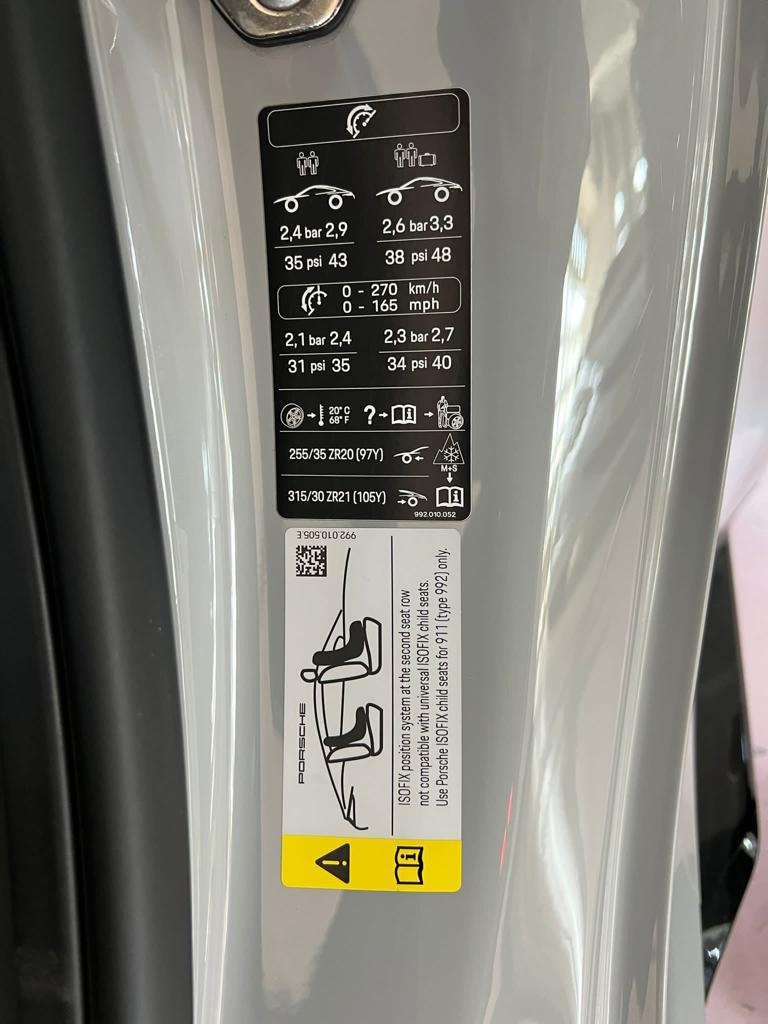 2,4 bar 2,9
2,6 bar 3,3
35 psi 43
38 psi 48
0 - 270 km/h
0 - 165 mph
2,1 bar 2,4
2,3 bar 2,7
31 psi 35
34 psi 40
20° C
68° F
?
255/35 ZR20 (97Y)
M+S
315/30 ZR21 (105Y)
992.010.052
992.010.505.E
PORSCHE
ISOFIX position system at the second seat row
not compatible with universal ISOFIX child seats.
Use Porsche ISOFIX child seats for 911 (type 992) only.